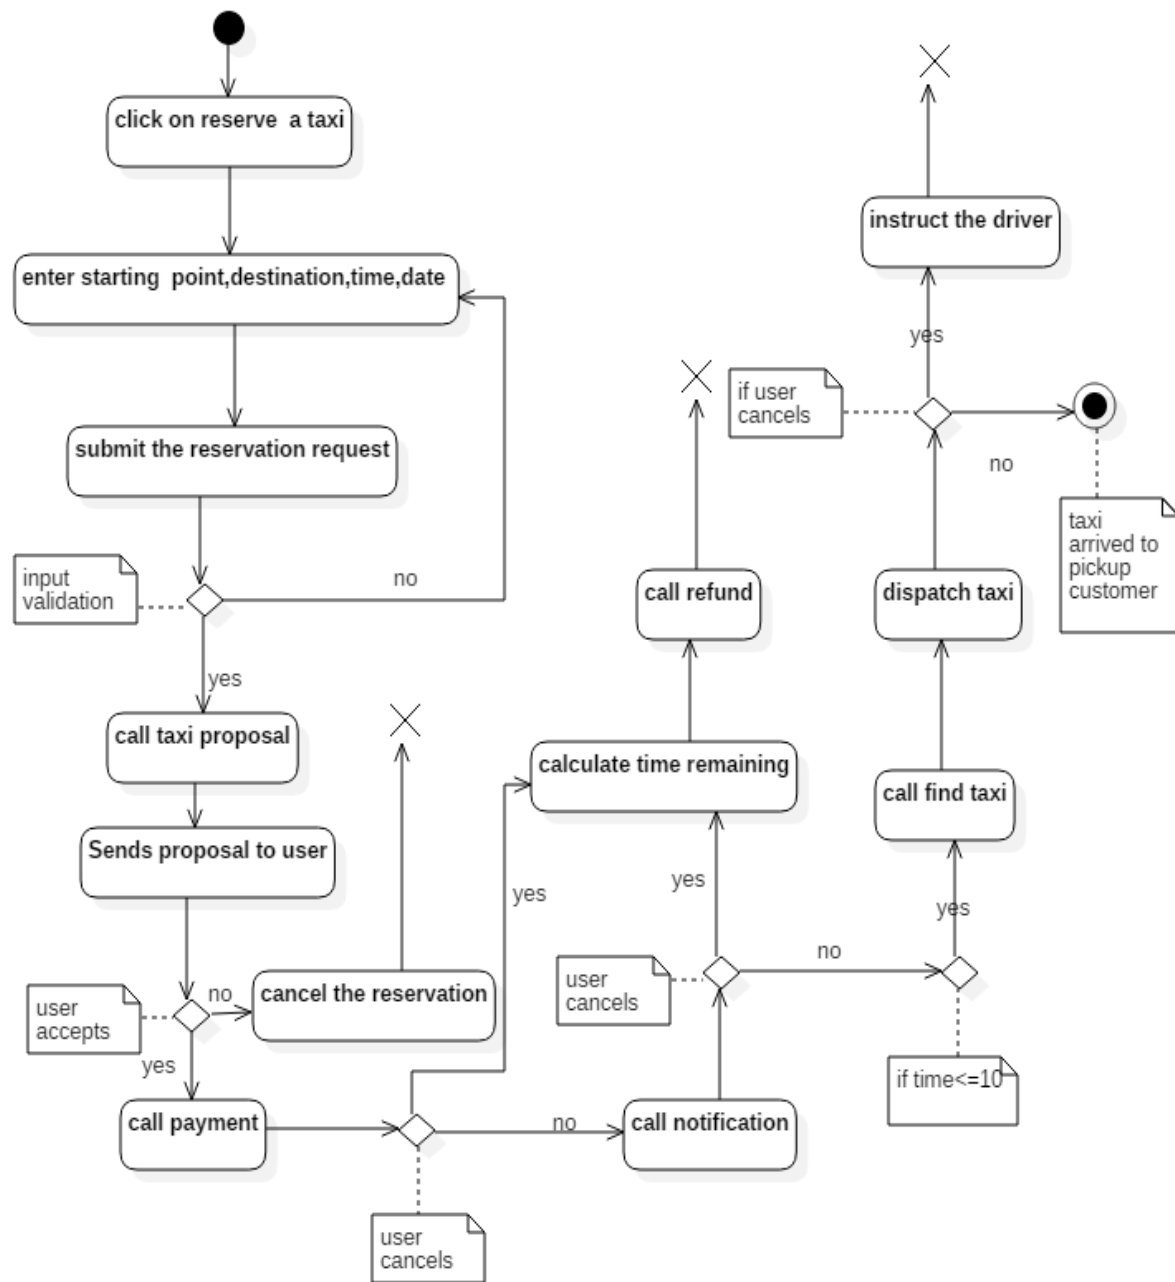 click on reserve  a taxi
enter starting  point,destination,time,date
submit the reservation request
input
validation
no
yes
call taxi proposal
Sends proposal to user
user
accepts
no
cancel the reservation
yes
call payment
user
cancels
yes
no
call notification
user
cancels
yes
calculate time remaining
call refund
no
if time<=10
yes
call find taxi
dispatch taxi
if user
cancels
yes
instruct the driver
no
taxi
arrived to
pickup
customer